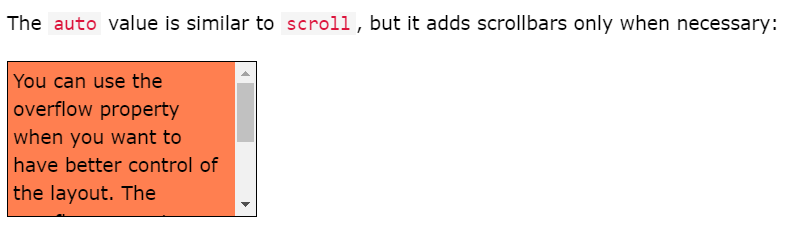 The auto value is similar to scroll, but it adds scrollbars only when necessary:
You can use the
overflow property
when you want to
have better control of
the layout. The